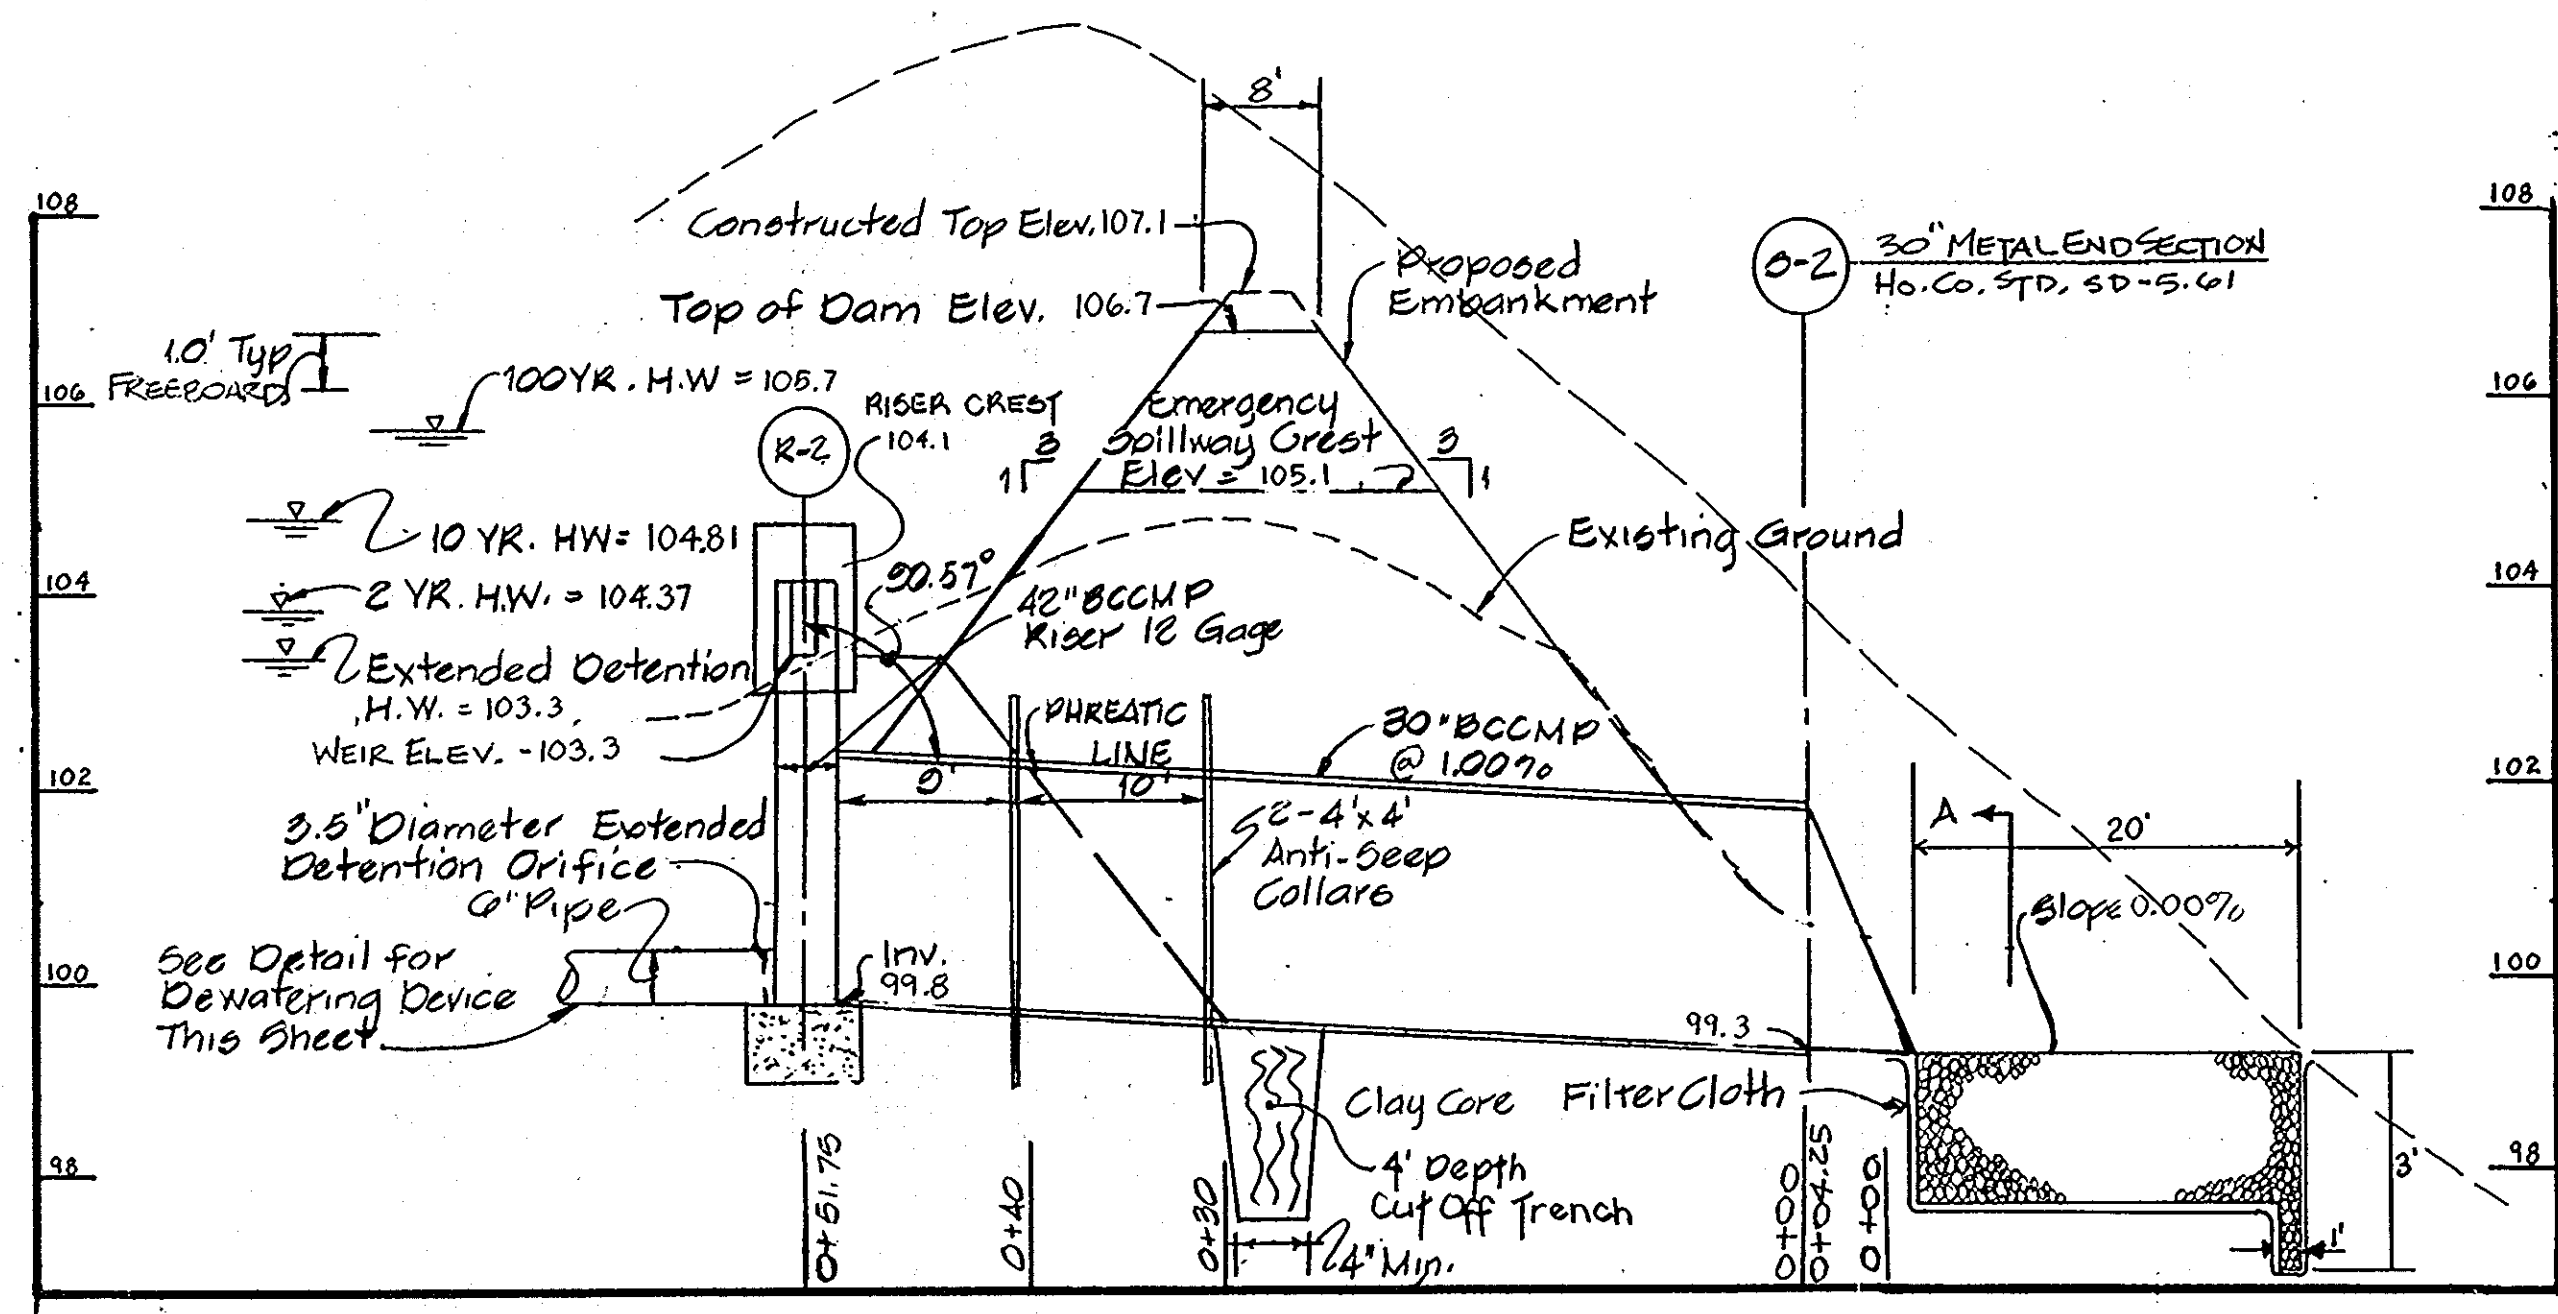 8'
108
108
Constructed Top Elev. 107.1
S-2
30" METAL END SECTION
Ho. Co. STD. SD-5.61
Proposed
Embankment
Top of Dam Elev. 106.7
1.0' Typ
FREEBOARD
106
106
100 YR. H.W = 105.7
RISER CREST
104.1
R-2
Emergency
Spillway Crest
Elev = 105.1
3
1
3
1
10 YR. HW= 104.81
Existing Ground
104
104
2 YR. H.W. = 104.37
90.57°
42" BCCMP
Riser 12 Gage
Extended Detention
H.W. = 103.3
WEIR ELEV. - 103.3
PHREATIC
LINE
30" BCCMP
@ 1.00%
102
102
9'
10'
3.5" Diameter Extended
Detention Orifice
2-4'x4'
Anti-Seep
Collars
A
20'
6" Pipe
Slope 0.00%
See Detail for
Dewatering Device
This Sheet
Inv.
99.8
100
100
99.3
Clay Core
Filter Cloth
4' Depth
Cut Off Trench
4" Min.
98
98
3'
1'
0+51.75
0+40
0+30
0+00
0+04.25
0+00